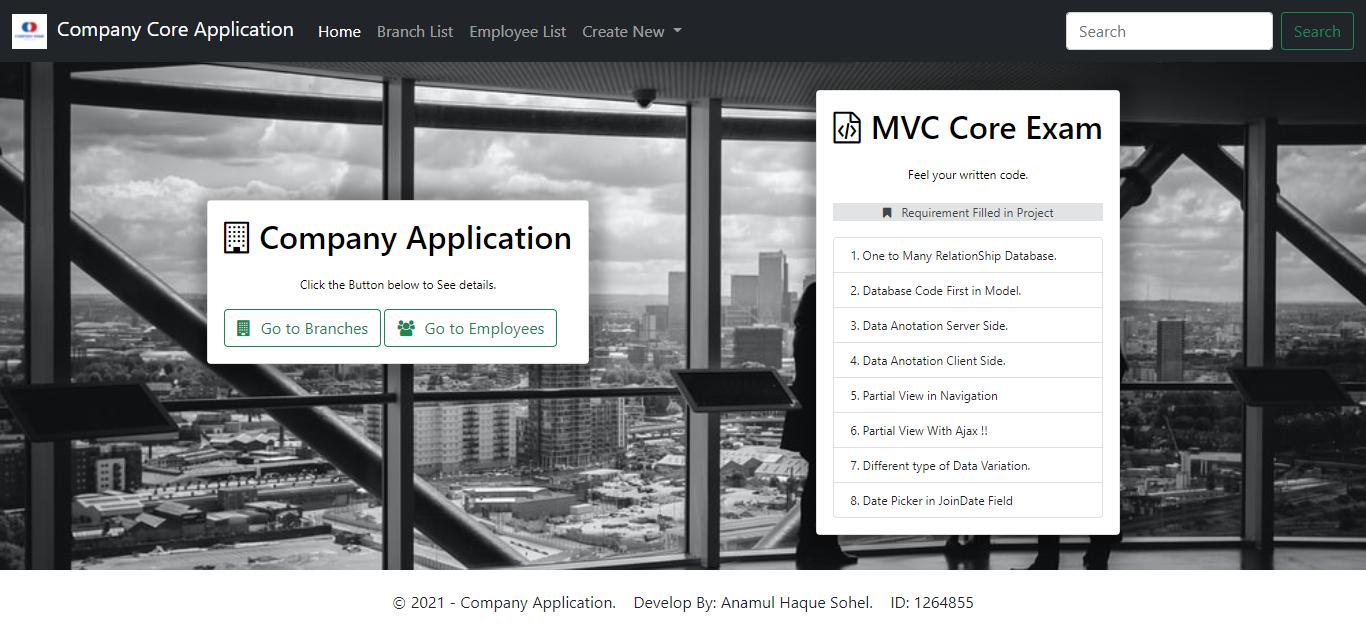 Company Core Application Home Branch List Employee List Create New Search Search
Company Application
Click the Button below to See details.
Go to Branches Go to Employees
MVC Core Exam
Feel your written code.
Requirement Filled in Project
1. One to Many RelationShip Database.
2. Database Code First in Model.
3. Data Anotation Server Side.
4. Data Anotation Client Side.
5. Partial View in Navigation
6. Partial View With Ajax !!
7. Different type of Data Variation.
8. Date Picker in JoinDate Field
© 2021 - Company Application. Develop By: Anamul Haque Sohel. ID: 1264855